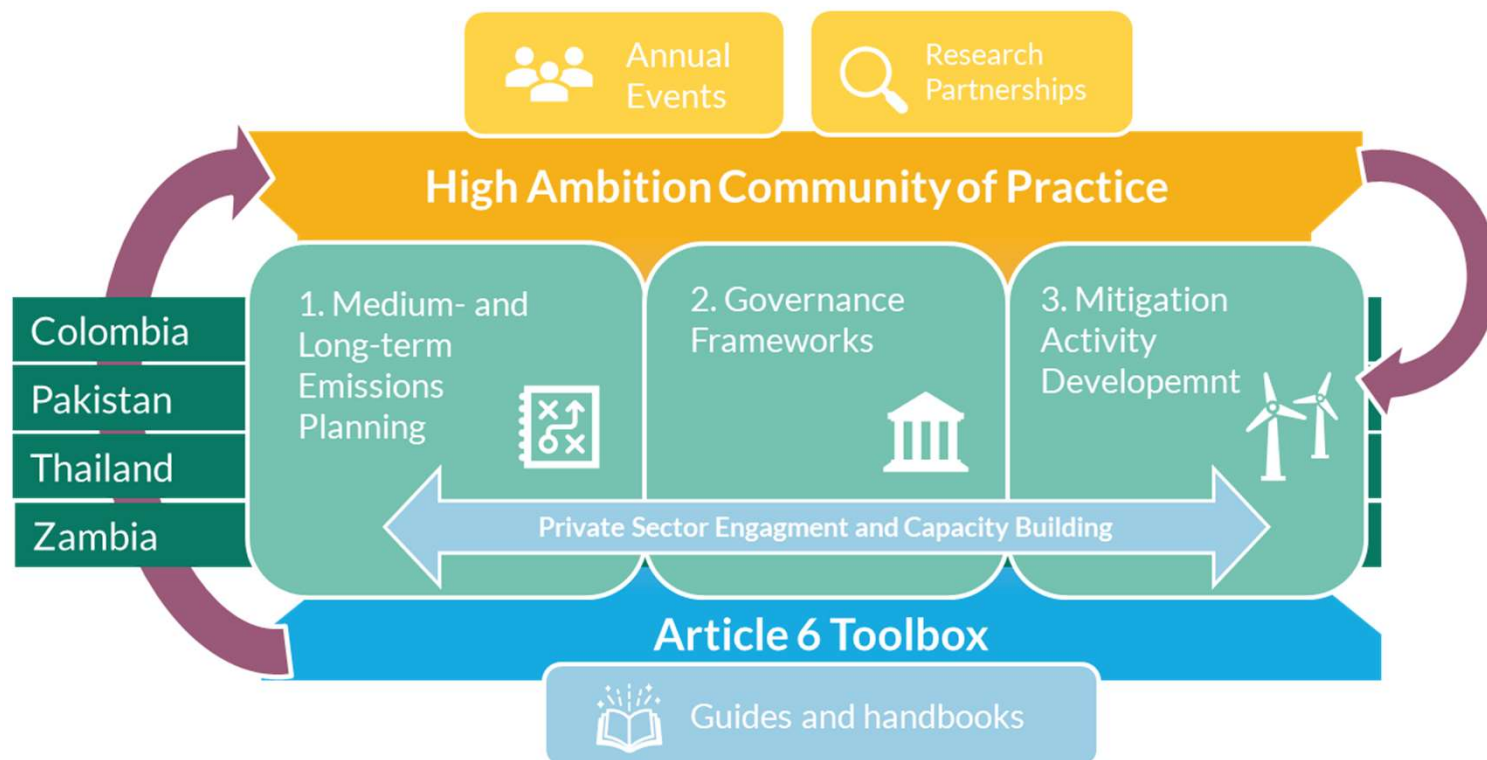 Annual
Events
Research
Partnerships
High Ambition Community of Practice
Colombia
Pakistan
Thailand
Zambia
1. Medium- and
Long-term
Emissions
Planning
2. Governance
Frameworks
3. Mitigation
Activity
Developemnt
Private Sector Engagment and Capacity Building
Article 6 Toolbox
Guides and handbooks